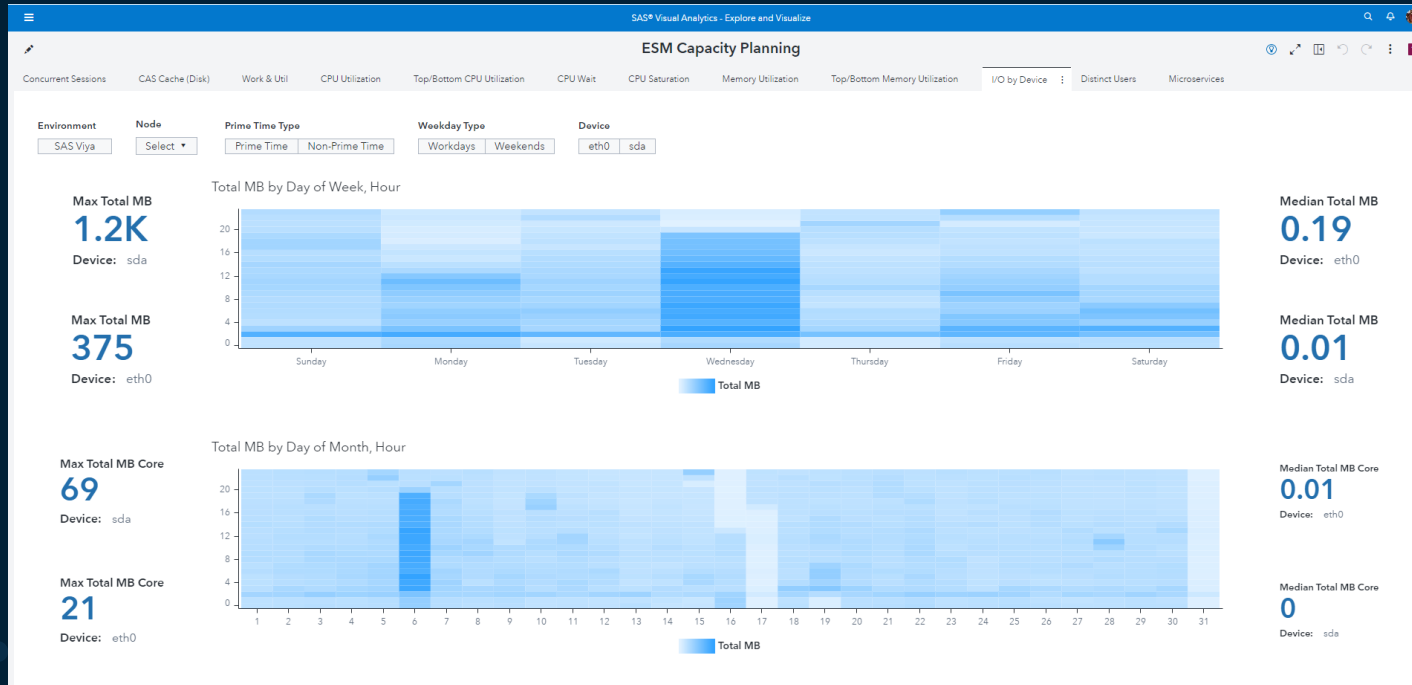 SAS® Visual Analytics - Explore and Visualize
ESM Capacity Planning
Concurrent Sessions CAS Cache (Disk) Work & Util CPU Utilization Top/Bottom CPU Utilization CPU Wait CPU Saturation Memory Utilization Top/Bottom Memory Utilization I/O by Device Distinct Users Microservices
Environment Node Prime Time Type Weekday Type Device
SAS Viya Select Prime Time Non-Prime Time Workdays Weekends eth0 sda
Total MB by Day of Week, Hour
Max Total MB
1.2K
Device: sda
Max Total MB
375
Device: eth0
20
16
12
8
4
0
Sunday Monday Tuesday Wednesday Thursday Friday Saturday
Total MB
Median Total MB
0.19
Device: eth0
Median Total MB
0.01
Device: sda
Total MB by Day of Month, Hour
Max Total MB Core
69
Device: sda
Max Total MB Core
21
Device: eth0
20
16
12
8
4
0
1 2 3 4 5 6 7 8 9 10 11 12 13 14 15 16 17 18 19 20 21 22 23 24 25 26 27 28 29 30 31
Total MB
Median Total MB Core
0.01
Device: eth0
Median Total MB Core
0
Device: sda